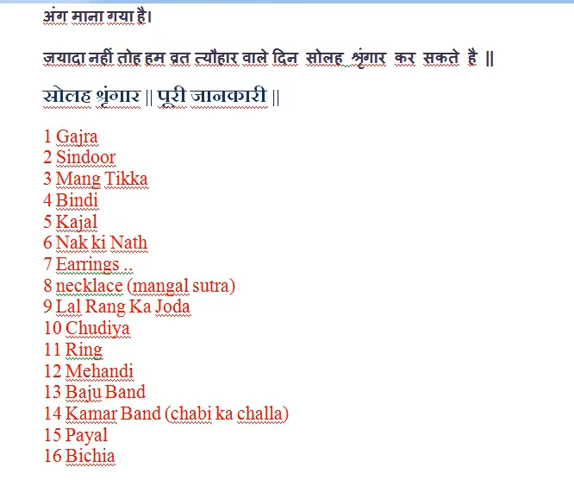 अंग माना गया है।
जयादा नहीं तोह हम व्रत त्यौहार वाले दिन सोलह श्रृंगार कर सकते है ||
सोलह श्रृंगार || पूरी जानकारी ||
1 Gajra
2 Sindoor
3 Mang Tikka
4 Bindi
5 Kajal
6 Nak ki Nath
7 Earrings ..
8 necklace (mangal sutra)
9 Lal Rang Ka Joda
10 Chudiya
11 Ring
12 Mehandi
13 Baju Band
14 Kamar Band (chabi ka challa)
15 Payal
16 Bichia